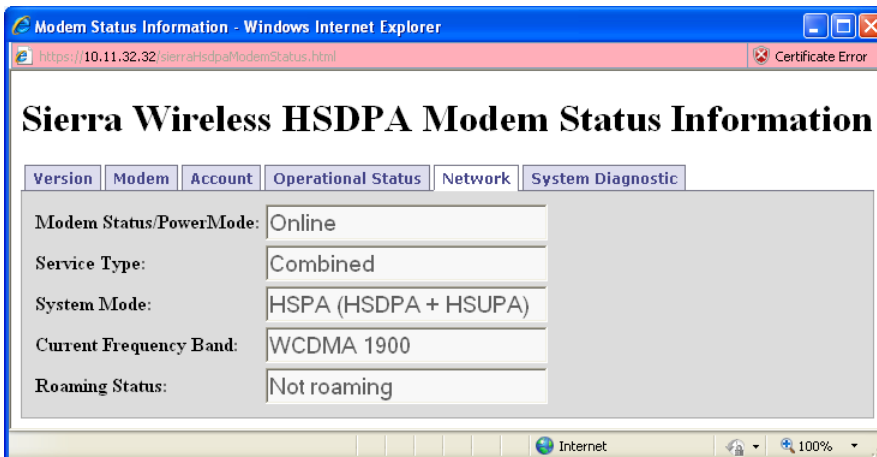 Modem Status Information - Windows Internet Explorer
https://10.11.32.32/sierraHsdpaModemStatus.html Certificate Error
Sierra Wireless HSDPA Modem Status Information
Version Modem Account Operational Status Network System Diagnostic
Modem Status/PowerMode: Online
Service Type: Combined
System Mode: HSPA (HSDPA + HSUPA)
Current Frequency Band: WCDMA 1900
Roaming Status: Not roaming
Internet 100%